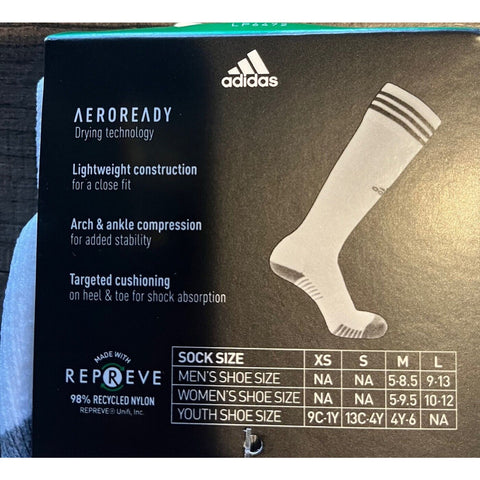 adidas
AEROREADY
Drying technology
Lightweight construction
for a close fit
Arch & ankle compression
for added stability
Targeted cushioning
on heel & toe for shock absorption
MADE WITH
REPREVE
98% RECYCLED NYLON
REPREVE® Unifi, Inc.
SOCK SIZE XS S M L
MEN'S SHOE SIZE NA NA 5-8.5 9-13
WOMEN'S SHOE SIZE NA NA 5-9.5 10-12
YOUTH SHOE SIZE 9C-1Y 13C-4Y 4Y-6 NA